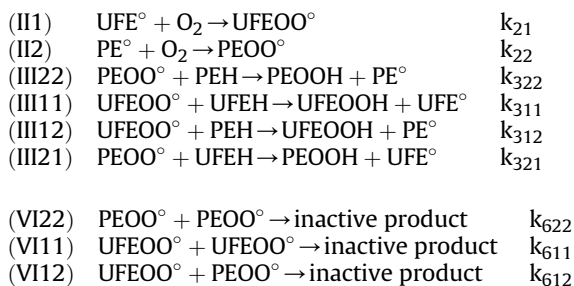 (II1) UFE° + O₂ → UFEOO° k₂₁
(II2) PE° + O₂ → PEOO° k₂₂
(III22) PEOO° + PEH → PEOOH + PE° k₃₂₂
(III11) UFEOO° + UFEH → UFEOOH + UFE° k₃₁₁
(III12) UFEOO° + PEH → UFEOOH + PE° k₃₁₂
(III21) PEOO° + UFEH → PEOOH + UFE° k₃₂₁
(VI22) PEOO° + PEOO° → inactive product k₆₂₂
(VI11) UFEOO° + UFEOO° → inactive product k₆₁₁
(VI12) UFEOO° + PEOO° → inactive product k₆₁₂